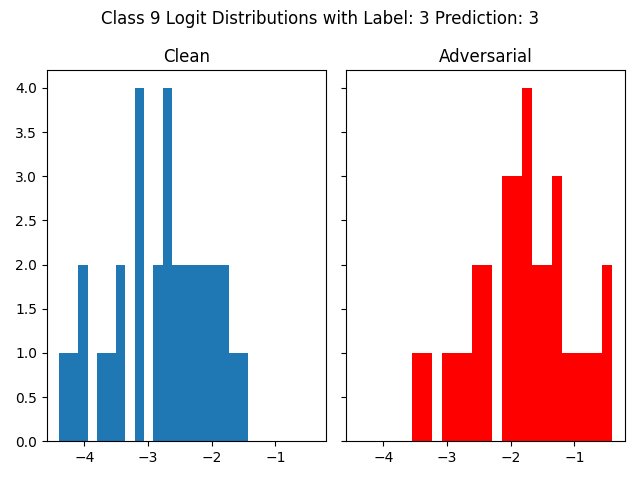 Class 9 Logit Distributions with Label: 3 Prediction: 3
Clean
Adversarial
4.0
3.5
3.0
2.5
2.0
1.5
1.0
0.5
0.0
−4 −3 −2 −1
−4 −3 −2 −1